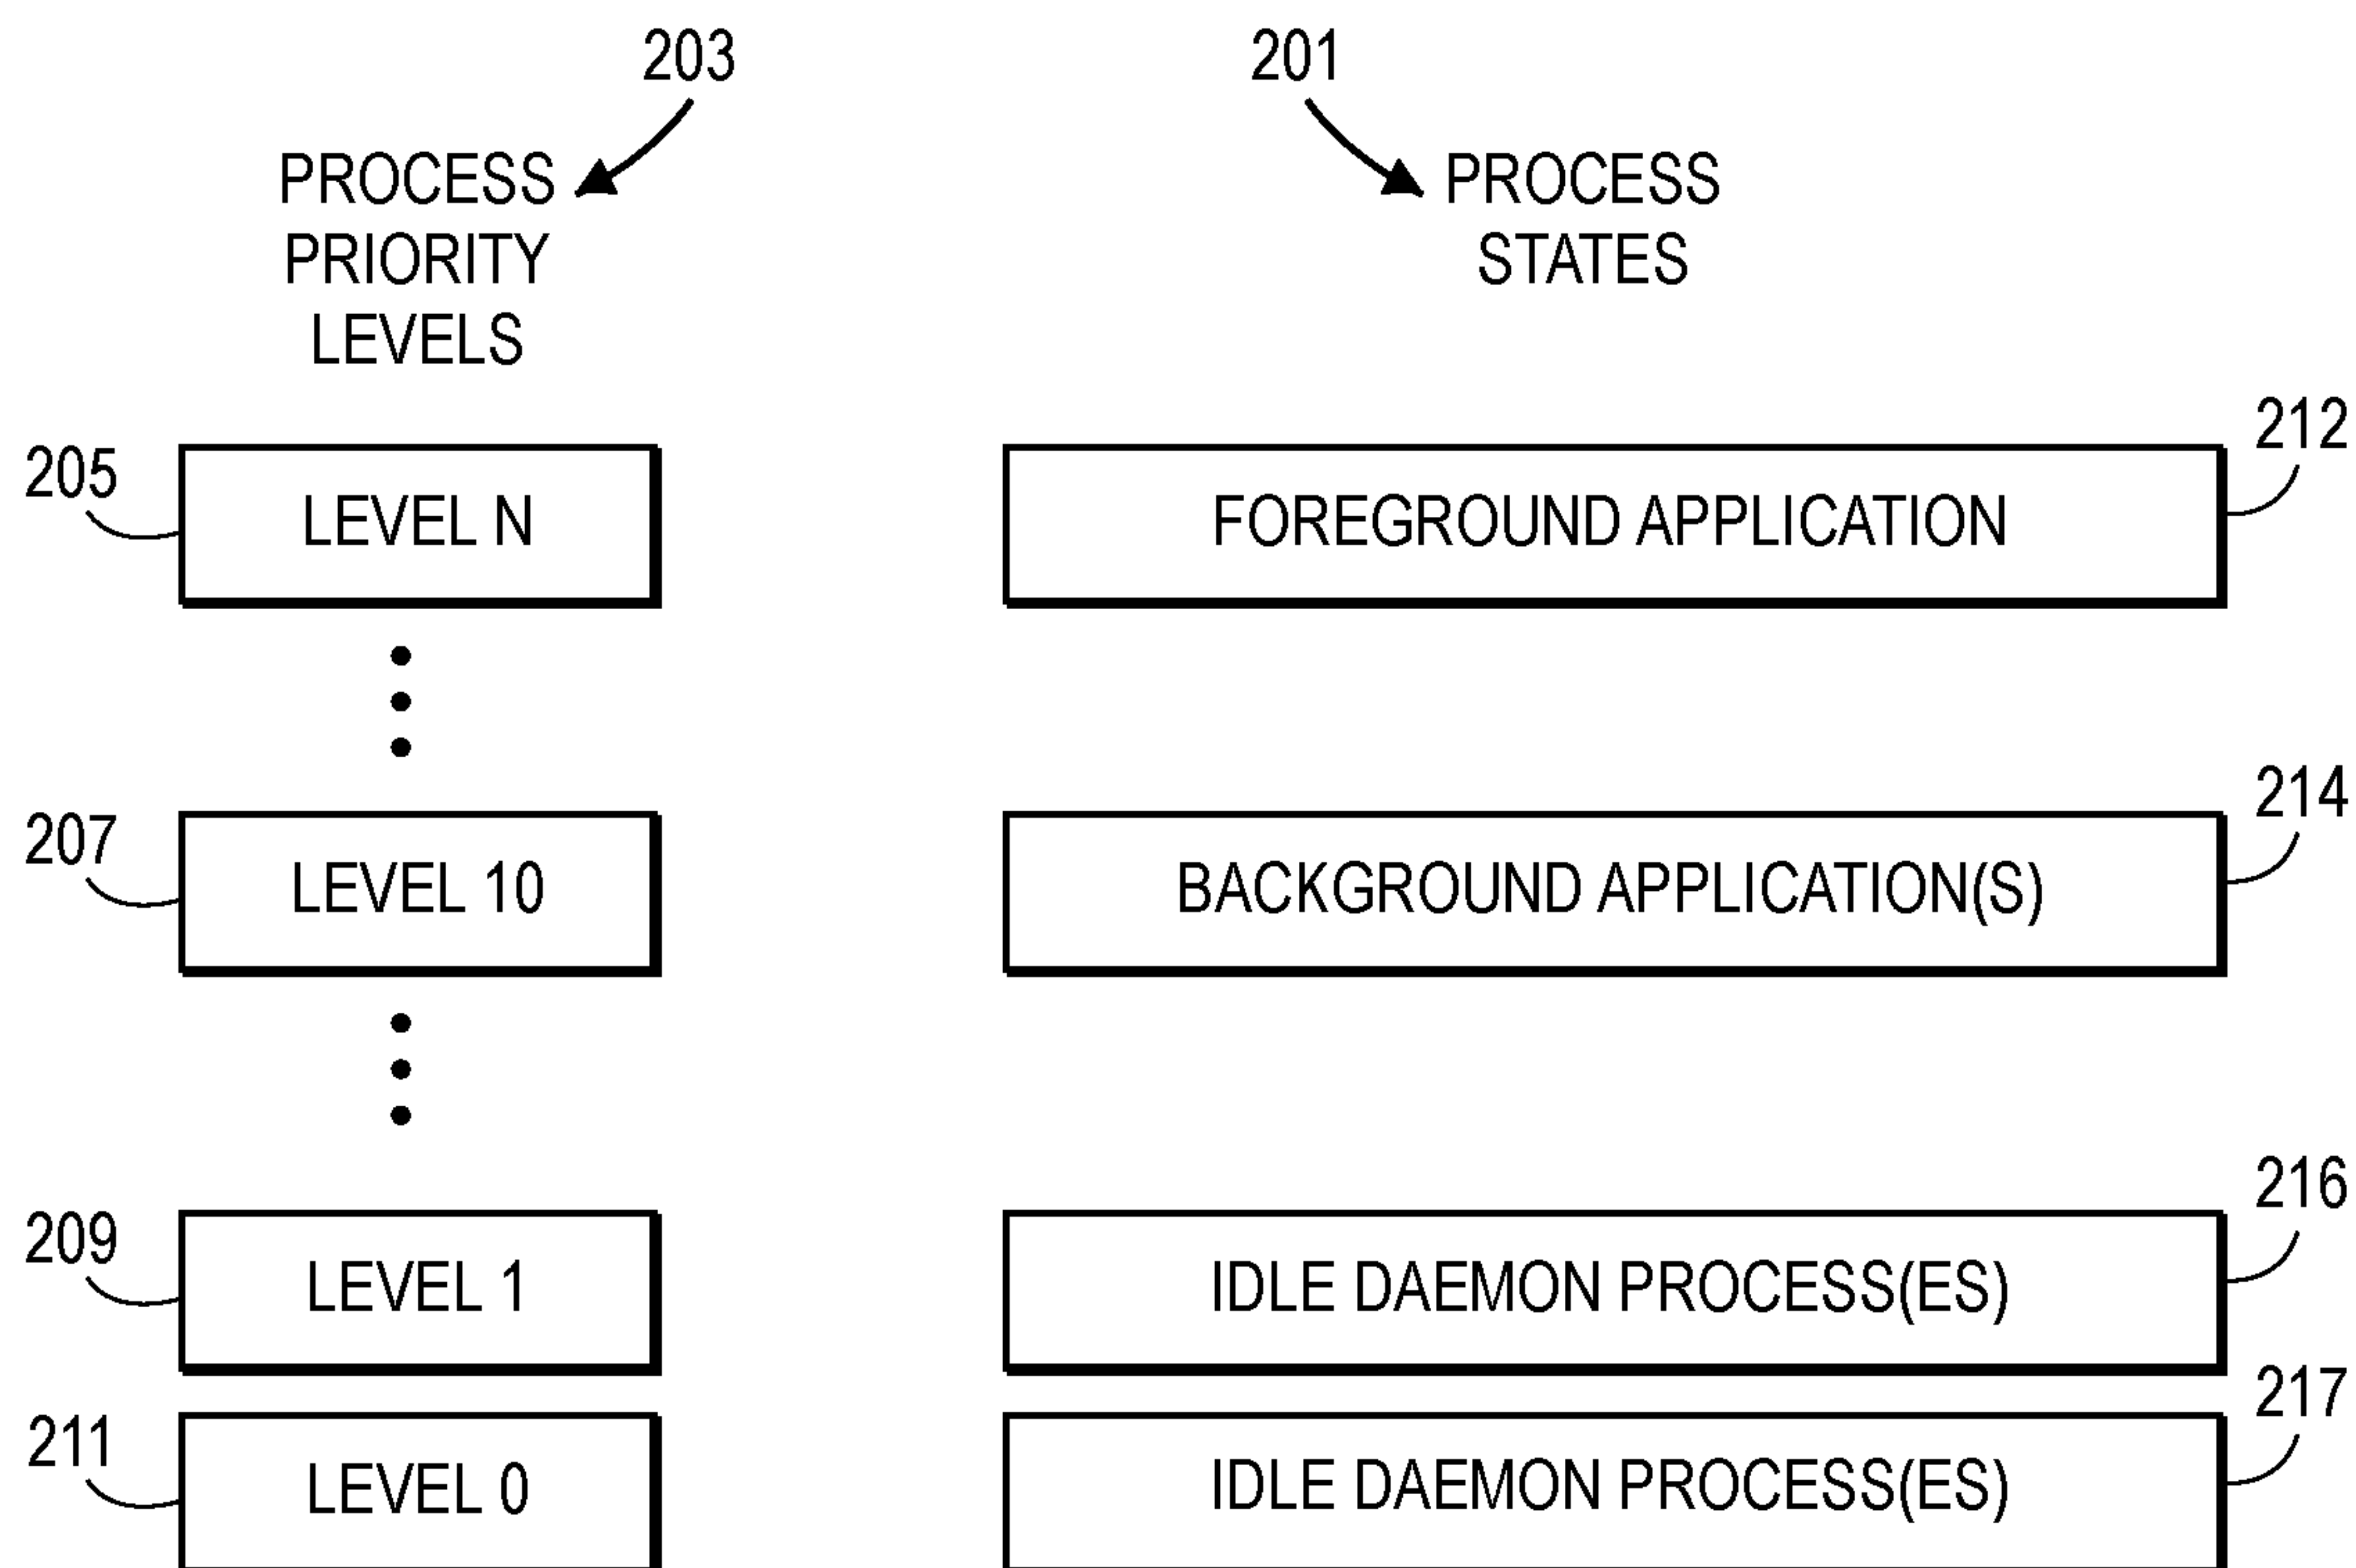 203
201
PROCESS
PRIORITY
LEVELS
PROCESS
STATES
205
LEVEL N
FOREGROUND APPLICATION
212
207
LEVEL 10
BACKGROUND APPLICATION(S)
214
209
LEVEL 1
IDLE DAEMON PROCESS(ES)
216
211
LEVEL 0
IDLE DAEMON PROCESS(ES)
217